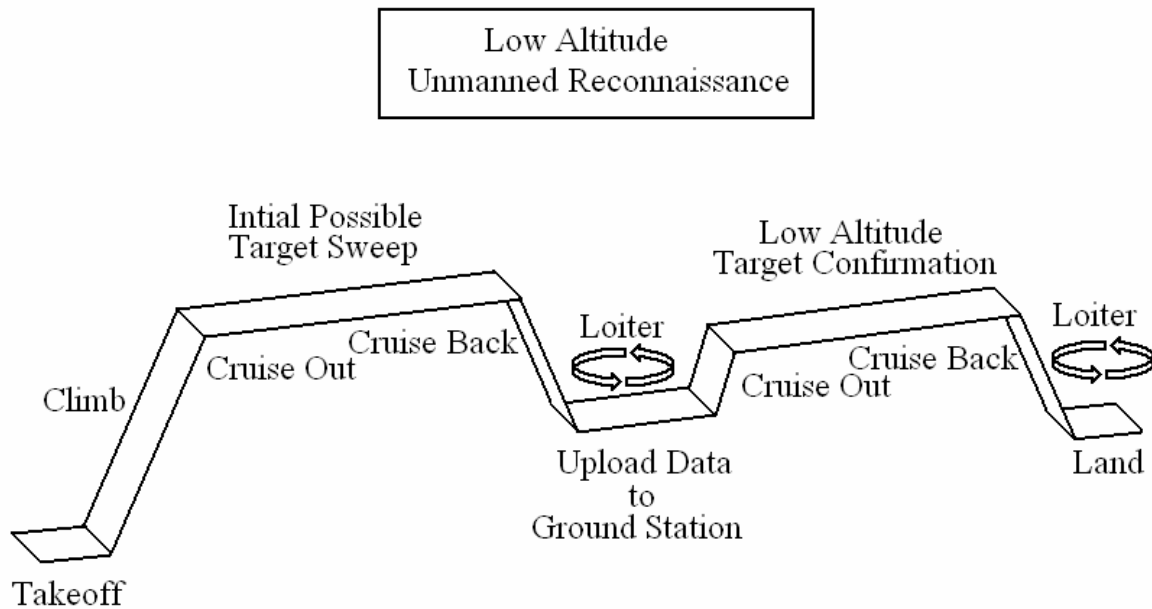 Low Altitude
Unmanned Reconnaissance
Intial Possible
Target Sweep
Low Altitude
Target Confirmation
Climb
Cruise Out
Cruise Back
Loiter
Cruise Out
Cruise Back
Loiter
Upload Data
to
Ground Station
Land
Takeoff